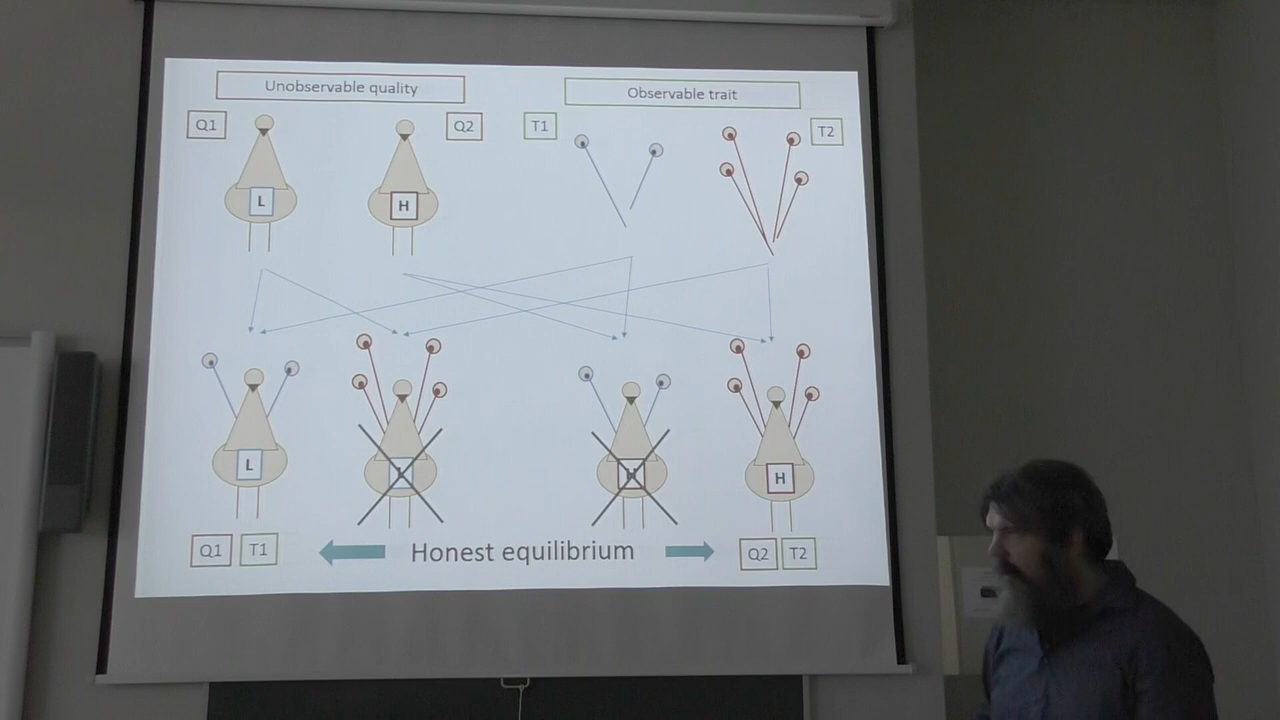 Unobservable quality
Observable trait
Q1
Q2
T1
T2
L
H
L
H
Q1 T1
Honest equilibrium
Q2 T2